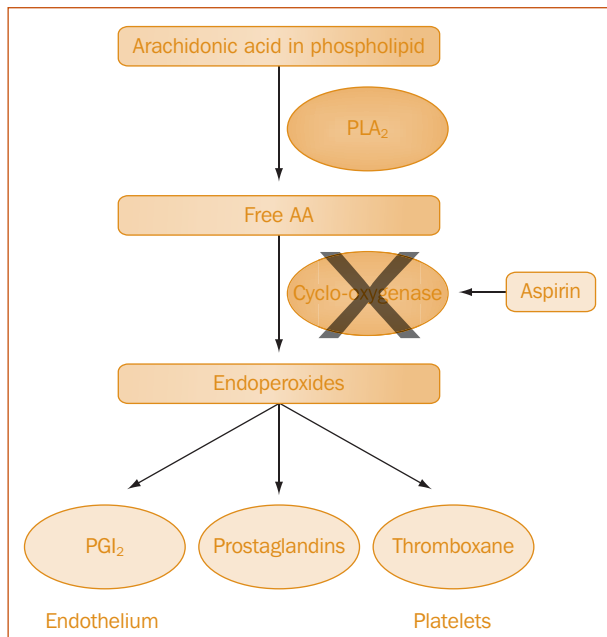 Arachidonic acid in phospholipid
PLA₂
Free AA
Cyclo-oxygenase
Aspirin
Endoperoxides
PGI₂ Prostaglandins Thromboxane
Endothelium Platelets